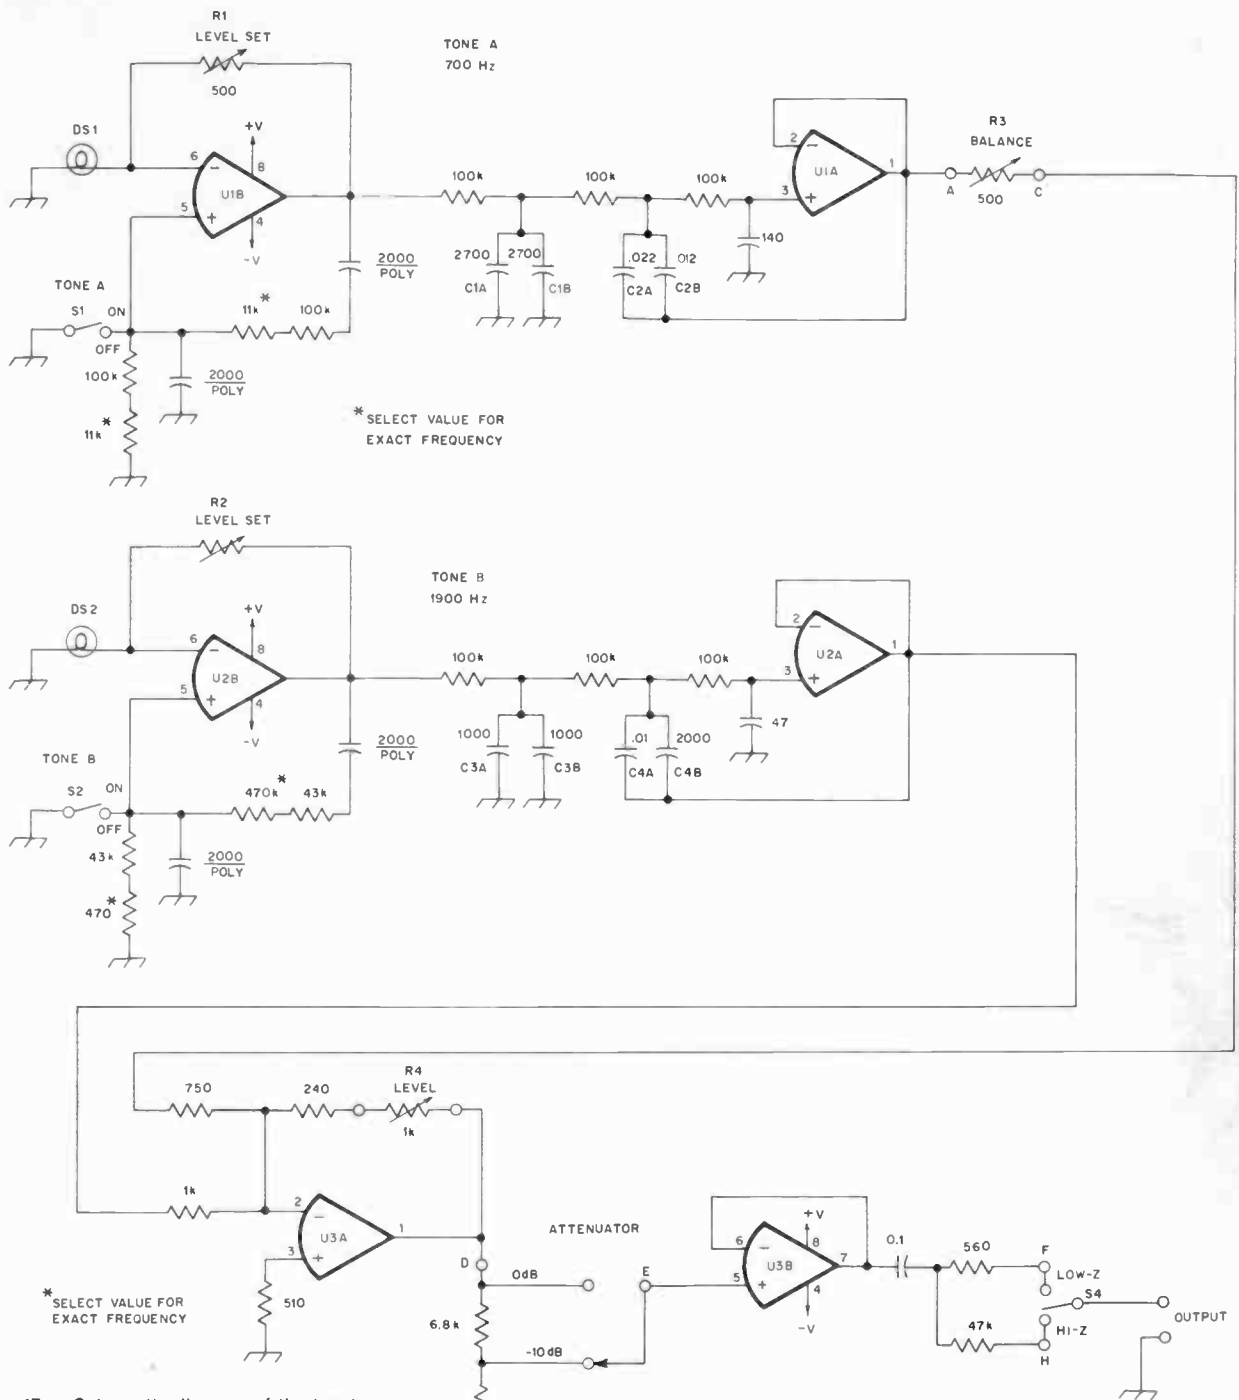 R1
LEVEL SET
500
TONE A
700 Hz
DS1
+V
6
8
U1B
5
4
-V
100k
100k
100k
2
1
U1A
3
R3
BALANCE
A
C
500
2700
2700
C1A
C1B
.022
.012
C2A
C2B
140
2000
POLY
TONE A
S1
ON
OFF
11k*
100k
100k
2000
POLY
11k*
*SELECT VALUE FOR
EXACT FREQUENCY
R2
LEVEL SET
TONE B
1900 Hz
DS2
+V
6
8
U2B
5
4
-V
100k
100k
100k
2
1
U2A
3
1000
1000
C3A
C3B
.01
2000
C4A
C4B
47
2000
POLY
TONE B
S2
ON
OFF
470k*
43k
43k
2000
POLY
470*
750
240
R4
LEVEL
1k
1k
2
1
U3A
3
510
*SELECT VALUE FOR
EXACT FREQUENCY
D
ATTENUATOR
0dB
E
6.8k
-10dB
+V
6
8
7
U3B
5
4
-V
0.1
560
F
LOW-Z
S4
47k
HI-Z
H
OUTPUT